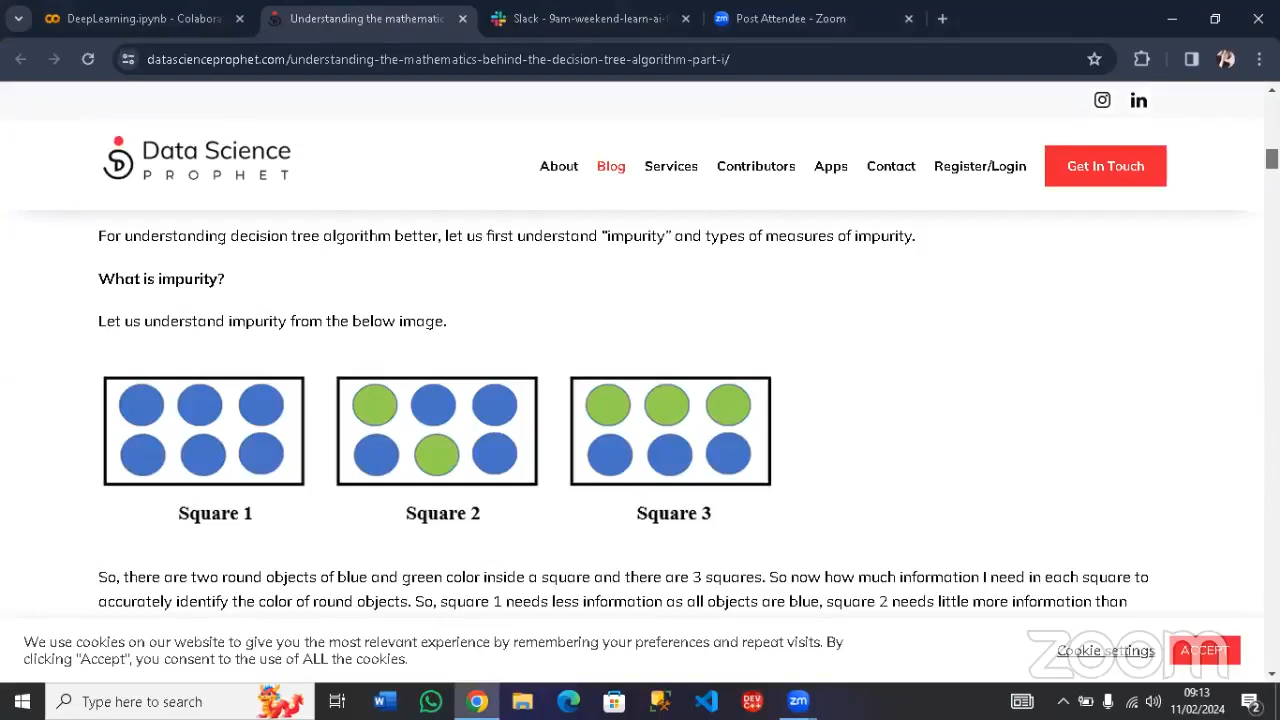 DeepLearning.ipynb - Colabora
Understanding the mathematic
Slack - 9am-weekend-learn-ai-f
Post Attendee - Zoom
datascienceprophet.com/understanding-the-mathematics-behind-the-decision-tree-algorithm-part-i/
Data Science
PROPHET
About Blog Services Contributors Apps Contact Register/Login Get In Touch
For understanding decision tree algorithm better, let us first understand "impurity" and types of measures of impurity.
What is impurity?
Let us understand impurity from the below image.
Square 1 Square 2 Square 3
So, there are two round objects of blue and green color inside a square and there are 3 squares. So now how much information I need in each square to
accurately identify the color of round objects. So, square 1 needs less information as all objects are blue, square 2 needs little more information than
We use cookies on our website to give you the most relevant experience by remembering your preferences and repeat visits. By
clicking "Accept", you consent to the use of ALL the cookies.
Cookie settings ACCEPT
zoom
Type here to search
DEV
C++
zm
09:13
11/02/2024
2